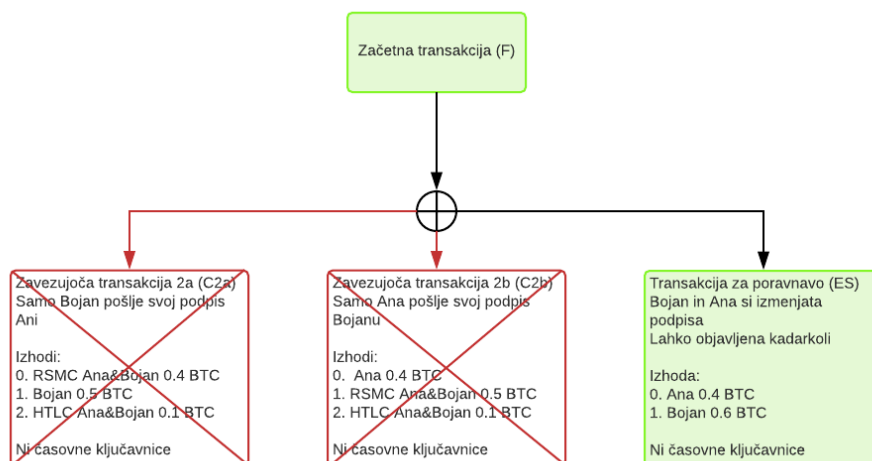 Začetna transakcija (F)
Zavezujoča transakcija 2a (C2a)
Samo Bojan pošlje svoj podpis
Ani
Izhodi:
0. RSMC Ana&Bojan 0.4 BTC
1. Bojan 0.5 BTC
2. HTLC Ana&Bojan 0.1 BTC
Ni časovne ključavnice
Zavezujoča transakcija 2b (C2b)
Samo Ana pošlje svoj podpis
Bojanu
Izhodi:
0. Ana 0.4 BTC
1. RSMC Ana&Bojan 0.5 BTC
2. HTLC Ana&Bojan 0.1 BTC
Ni časovne ključavnice
Transakcija za poravnavo (ES)
Bojan in Ana si izmenjata
podpisa
Lahko objavljena kadarkoli
Izhoda:
0. Ana 0.4 BTC
1. Bojan 0.6 BTC
Ni časovne ključavnice